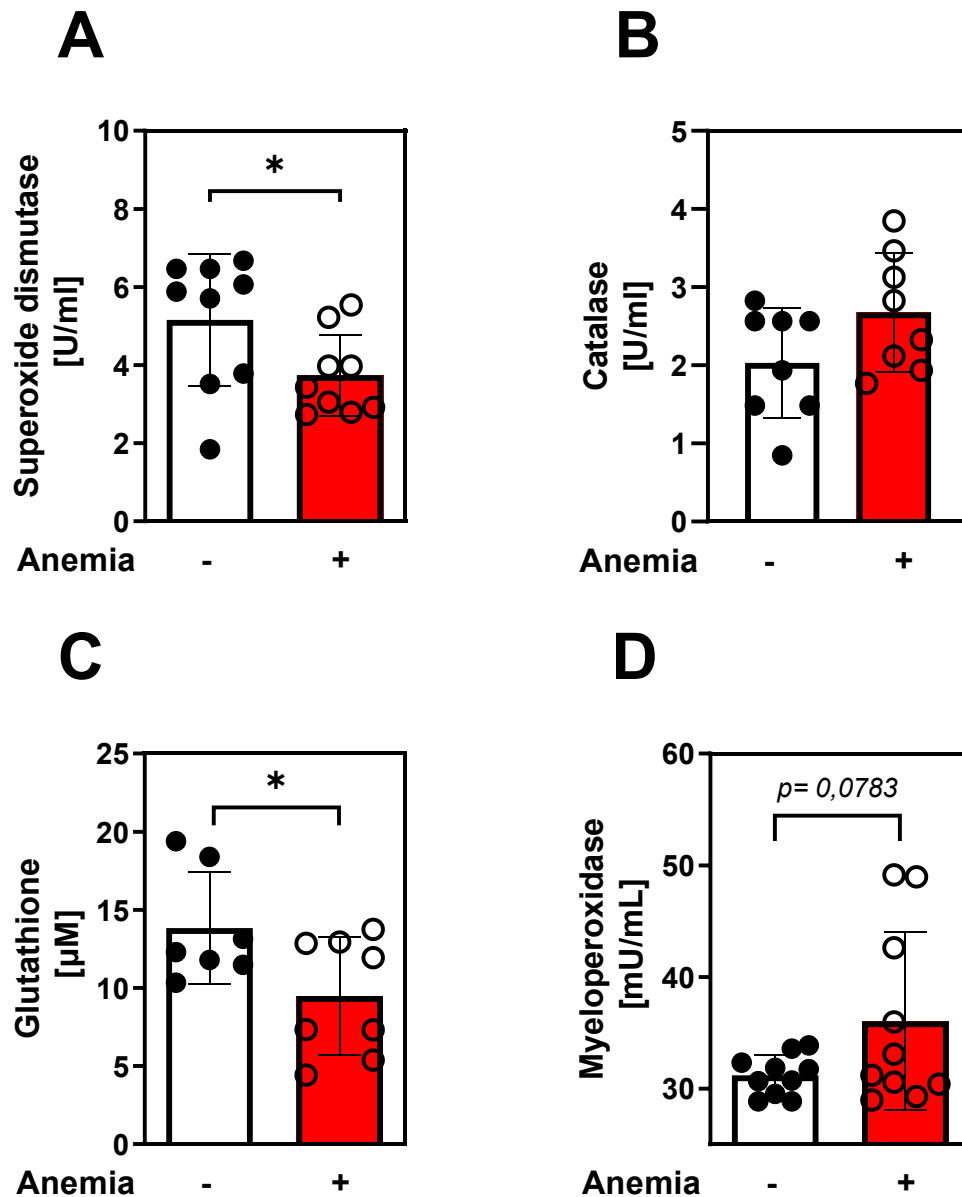 A
Superoxide dismutase
[U/ml]
10
8
6
4
2
0
*
Anemia - +
B
Catalase
[U/ml]
5
4
3
2
1
0
Anemia - +
C
Glutathione
[µM]
25
20
15
10
5
0
*
Anemia - +
D
Myeloperoxidase
[mU/mL]
60
50
40
30
p= 0,0783
Anemia - +